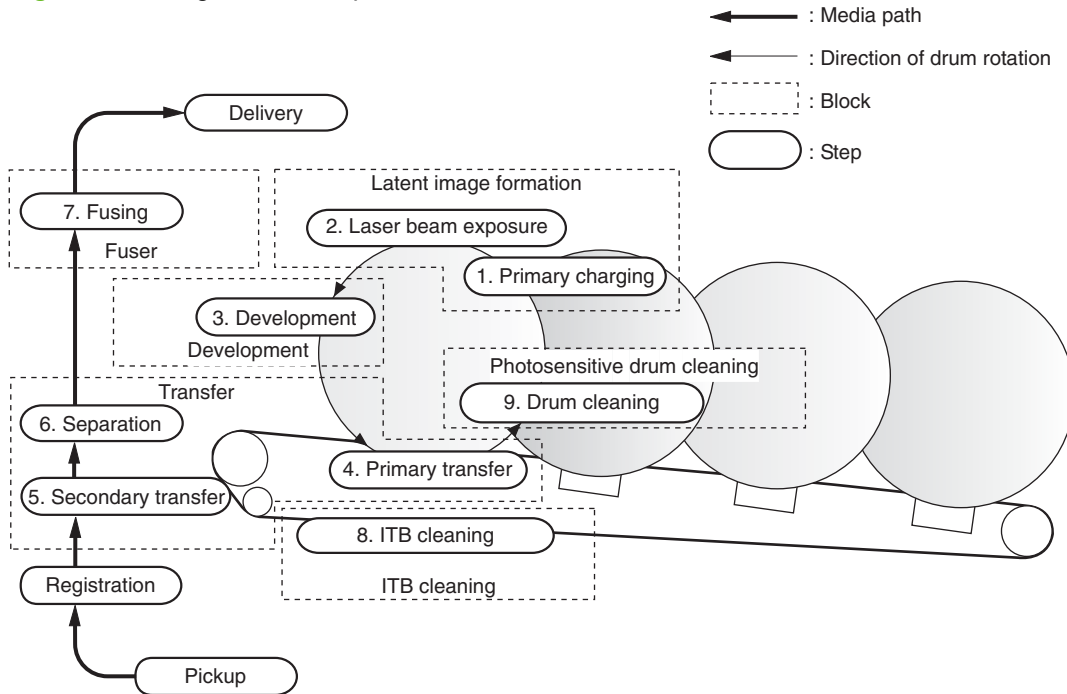 : Media path
: Direction of drum rotation
: Block
: Step
Delivery
Latent image formation
7. Fusing
2. Laser beam exposure
Fuser
1. Primary charging
3. Development
Development
Photosensitive drum cleaning
Transfer
9. Drum cleaning
6. Separation
4. Primary transfer
5. Secondary transfer
8. ITB cleaning
Registration
ITB cleaning
Pickup